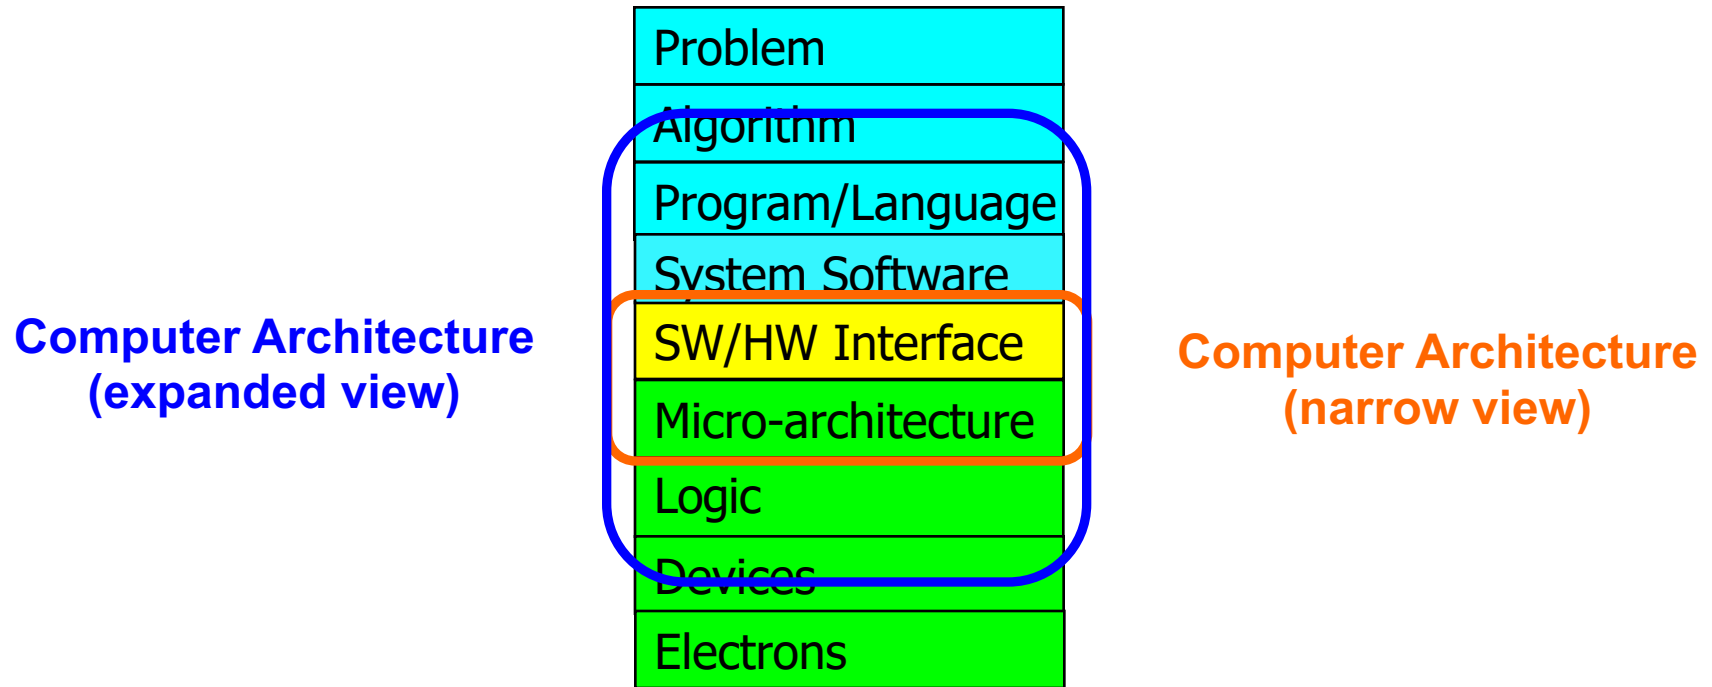 Problem
Algorithm
Program/Language
System Software
SW/HW Interface
Micro-architecture
Logic
Devices
Electrons
Computer Architecture
(expanded view)
Computer Architecture
(narrow view)